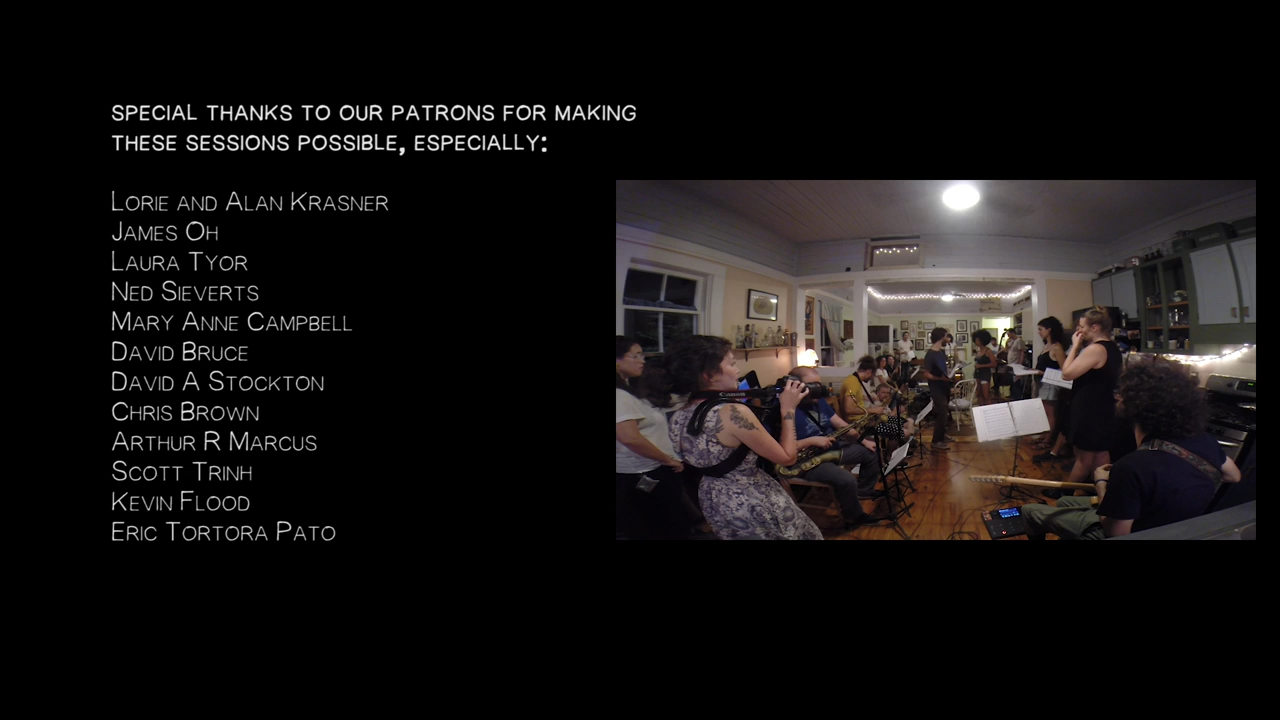 SPECIAL THANKS TO OUR PATRONS FOR MAKING
THESE SESSIONS POSSIBLE, ESPECIALLY:
LORIE AND ALAN KRASNER
JAMES OH
LAURA TYOR
NED SIEVERTS
MARY ANNE CAMPBELL
DAVID BRUCE
DAVID A STOCKTON
CHRIS BROWN
ARTHUR R MARCUS
SCOTT TRINH
KEVIN FLOOD
ERIC TORTORA PATO